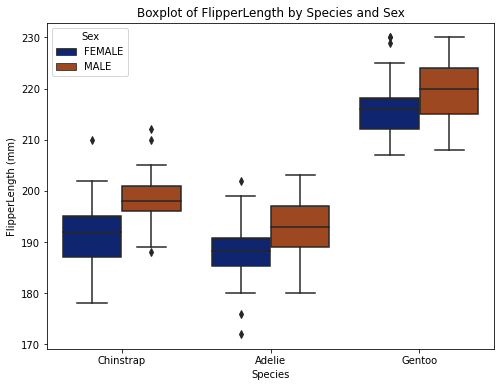 Boxplot of FlipperLength by Species and Sex
Sex
FEMALE
MALE
FlipperLength (mm)
230
220
210
200
190
180
170
Chinstrap
Adelie
Gentoo
Species